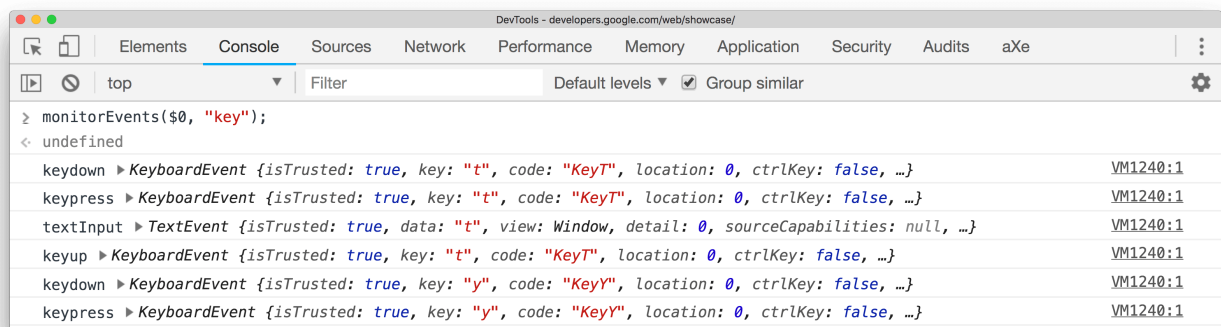 DevTools - developers.google.com/web/showcase/
Elements Console Sources Network Performance Memory Application Security Audits aXe
top Filter Default levels Group similar
monitorEvents($0, "key");
undefined
keydown KeyboardEvent {isTrusted: true, key: "t", code: "KeyT", location: 0, ctrlKey: false, …} VM1240:1
keypress KeyboardEvent {isTrusted: true, key: "t", code: "KeyT", location: 0, ctrlKey: false, …} VM1240:1
textInput TextEvent {isTrusted: true, data: "t", view: Window, detail: 0, sourceCapabilities: null, …} VM1240:1
keyup KeyboardEvent {isTrusted: true, key: "t", code: "KeyT", location: 0, ctrlKey: false, …} VM1240:1
keydown KeyboardEvent {isTrusted: true, key: "y", code: "KeyY", location: 0, ctrlKey: false, …} VM1240:1
keypress KeyboardEvent {isTrusted: true, key: "y", code: "KeyY", location: 0, ctrlKey: false, …} VM1240:1